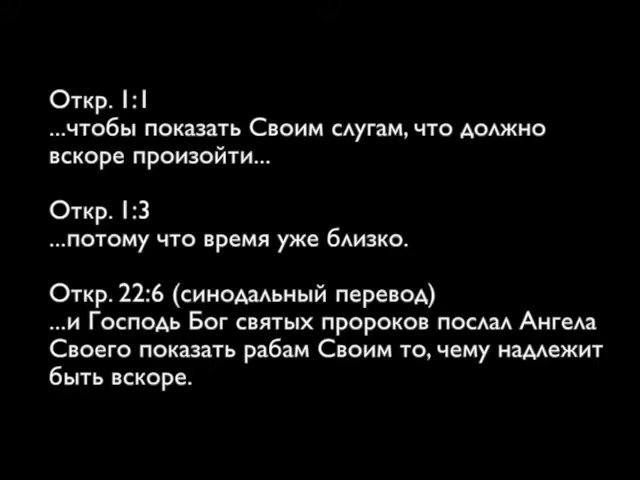 Откр. 1:1
...чтобы показать Своим слугам, что должно
вскоре произойти...
Откр. 1:3
...потому что время уже близко.
Откр. 22:6 (синодальный перевод)
...и Господь Бог святых пророков послал Ангела
Своего показать рабам Своим то, чему надлежит
быть вскоре.